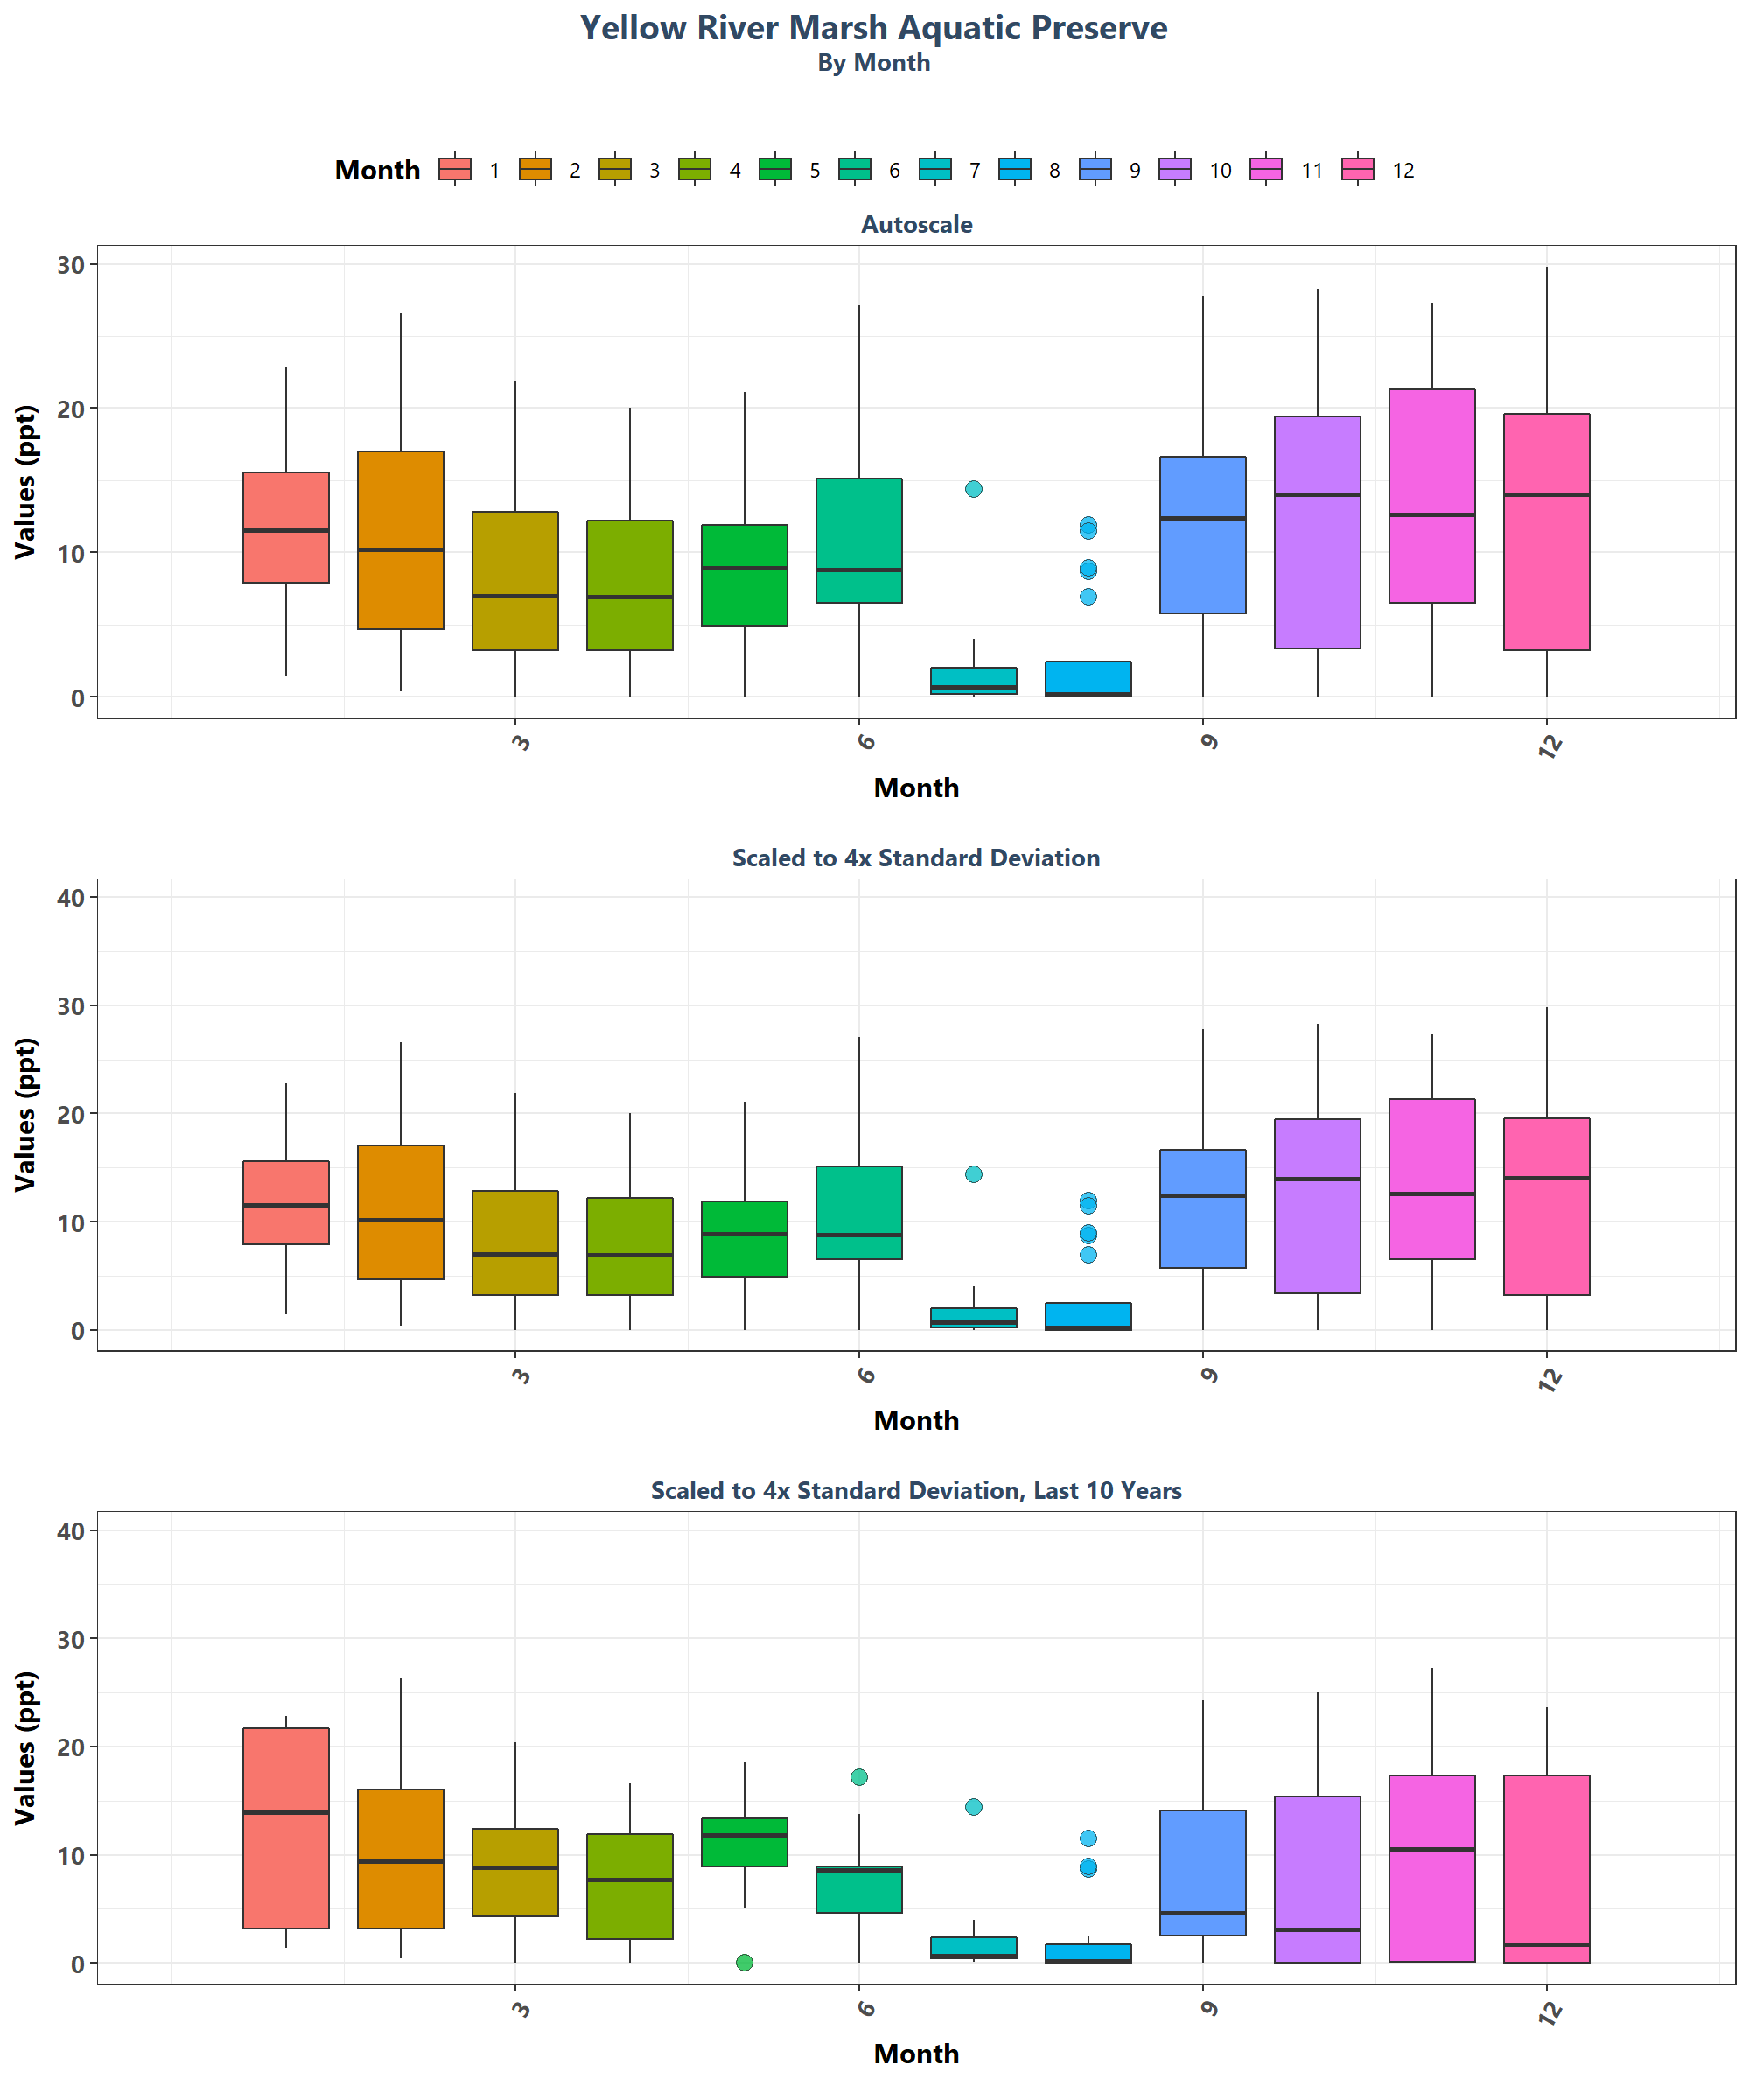 Yellow River Marsh Aquatic Preserve
By Month
Month 1 2 3 4 5 6 7 8 9 10 11 12
Autoscale
Values (ppt)
30
20
10
0
3 6 9 12
Month
Scaled to 4x Standard Deviation
Values (ppt)
40
30
20
10
0
3 6 9 12
Month
Scaled to 4x Standard Deviation, Last 10 Years
Values (ppt)
40
30
20
10
0
3 6 9 12
Month